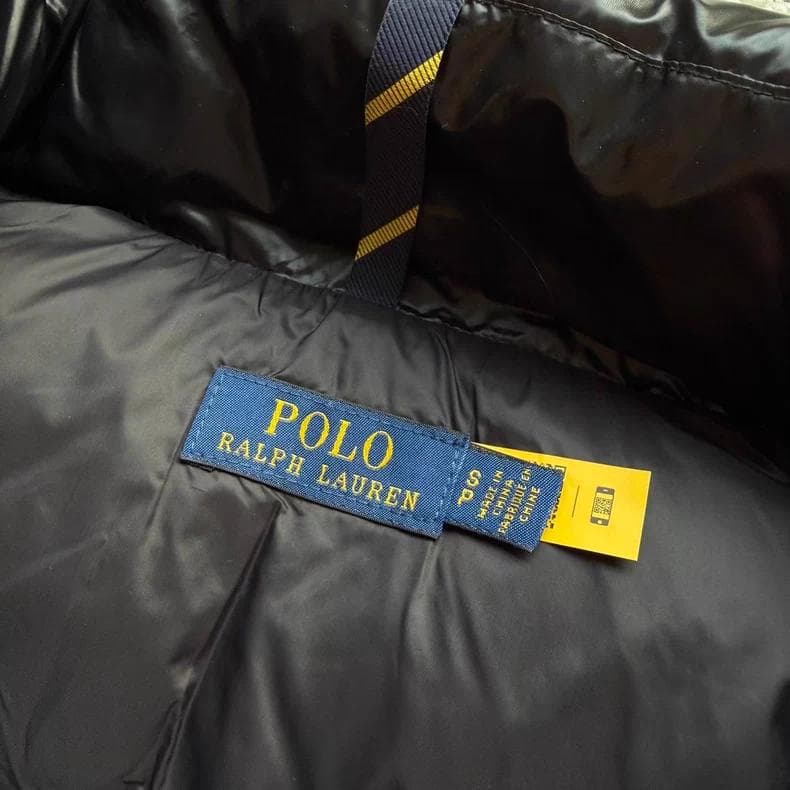 POLO
RALPH LAUREN
S
P
MADE IN
CHINA
FABRIQUE EN
CHINE